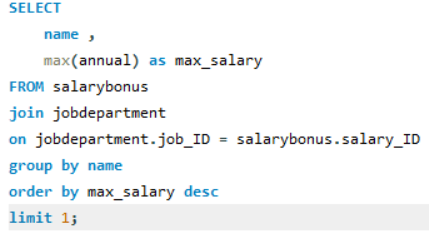 SELECT
name ,
max(annual) as max_salary
FROM salarybonus
join jobdepartment
on jobdepartment.job_ID = salarybonus.salary_ID
group by name
order by max_salary desc
limit 1;